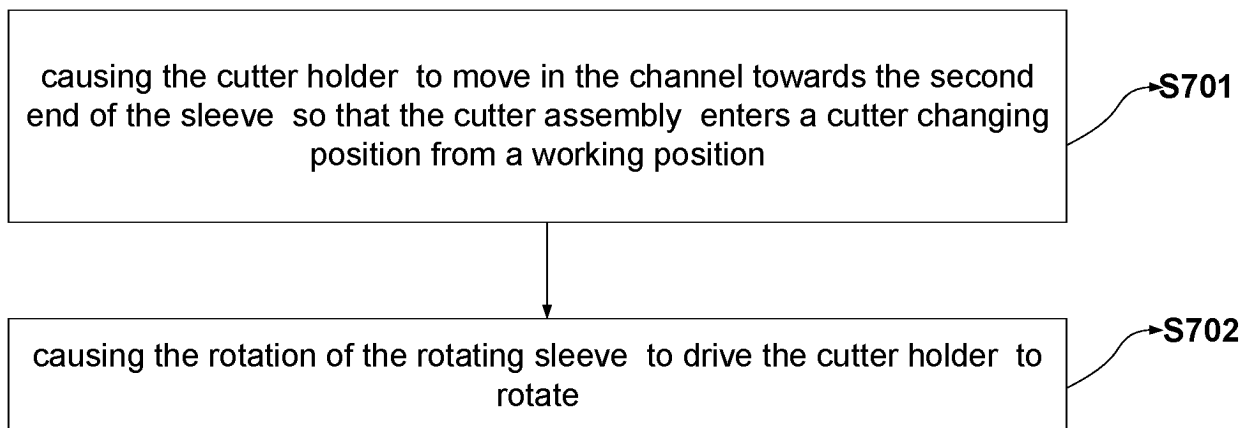 causing the cutter holder to move in the channel towards the second
end of the sleeve so that the cutter assembly enters a cutter changing
position from a working position
S701
causing the rotation of the rotating sleeve to drive the cutter holder to
rotate
S702